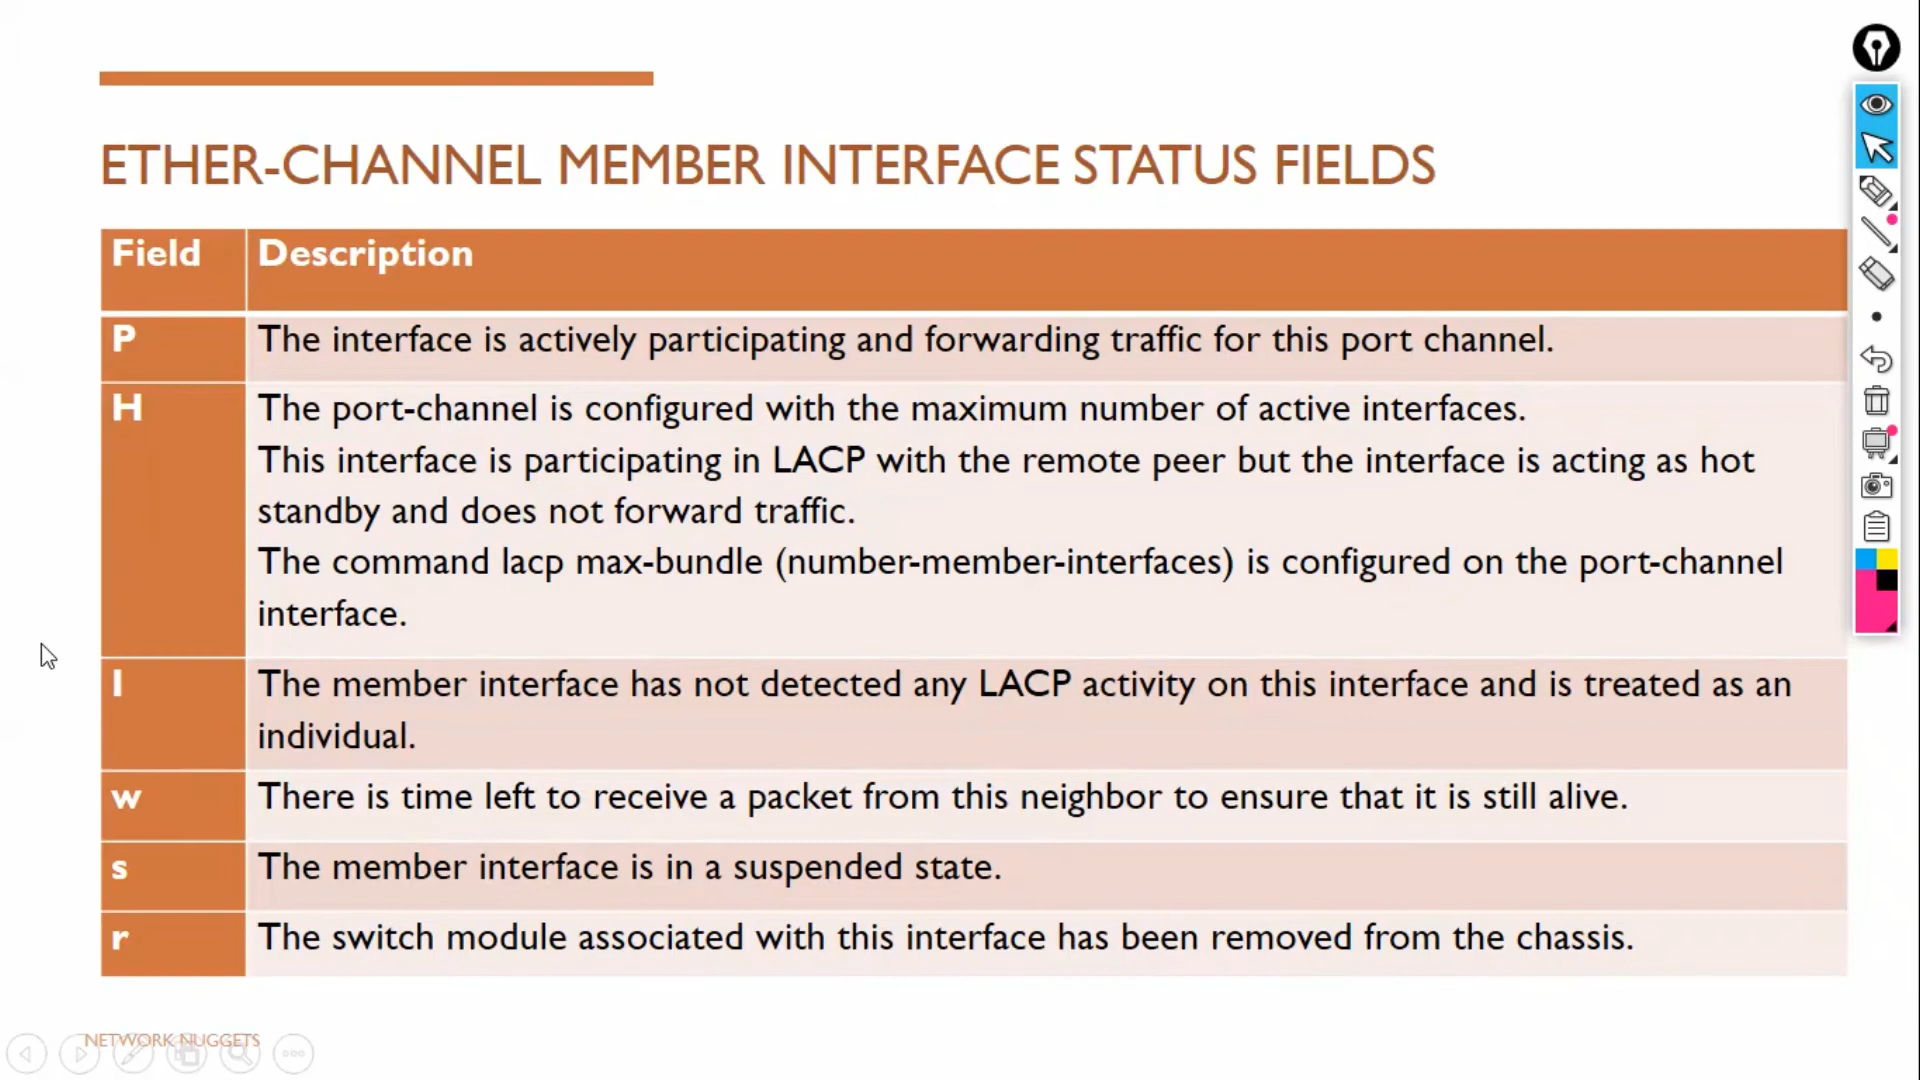 ETHER-CHANNEL MEMBER INTERFACE STATUS FIELDS
Field Description
P The interface is actively participating and forwarding traffic for this port channel.
H The port-channel is configured with the maximum number of active interfaces.
This interface is participating in LACP with the remote peer but the interface is acting as hot
standby and does not forward traffic.
The command lacp max-bundle (number-member-interfaces) is configured on the port-channel
interface.
I The member interface has not detected any LACP activity on this interface and is treated as an
individual.
w There is time left to receive a packet from this neighbor to ensure that it is still alive.
s The member interface is in a suspended state.
r The switch module associated with this interface has been removed from the chassis.
NETWORK NUGGETS